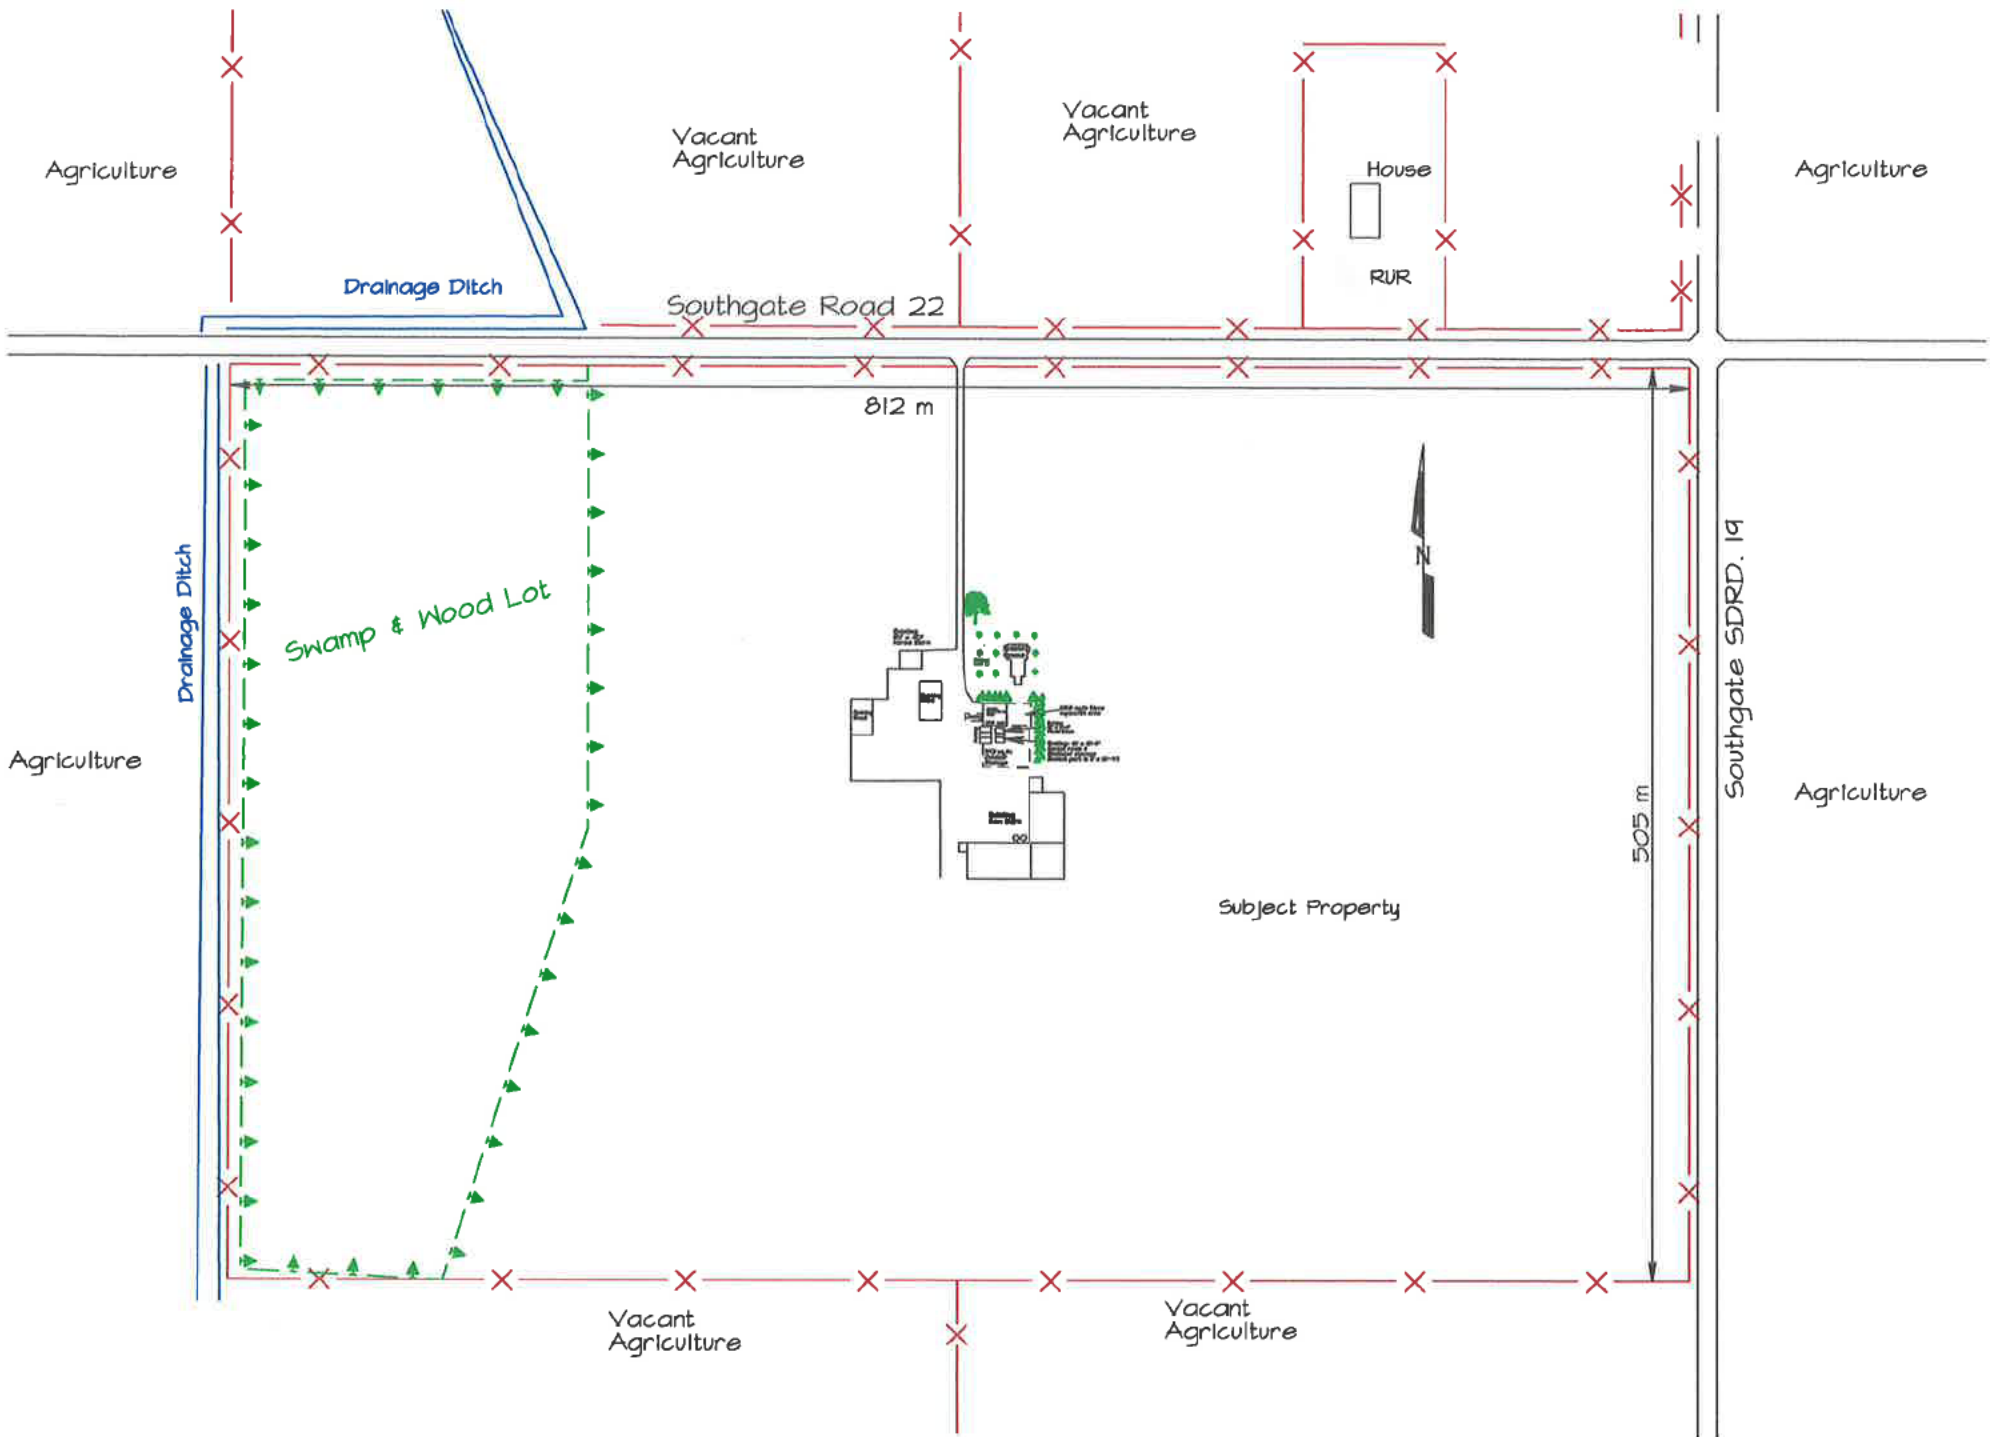 Vacant
Agriculture
Vacant
Agriculture
Agriculture
House
Agriculture
RUR
Drainage Ditch
Southgate Road 22
812 m
N
Drainage Ditch
Swamp & Wood Lot
Southgate SDRD. 19
Agriculture
505 m
Agriculture
Existing
Subject Property
Vacant
Agriculture
Vacant
Agriculture